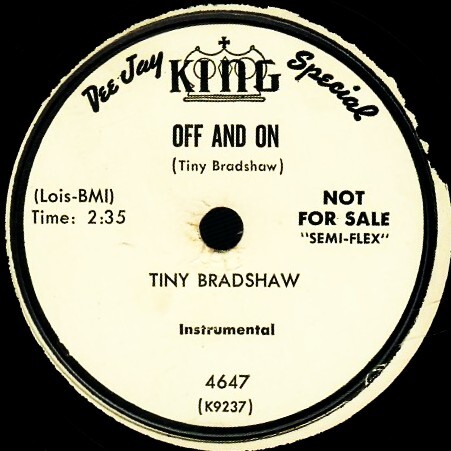 Dee-Jay KING Special
OFF AND ON
(Tiny Bradshaw)
(Lois-BMI)
Time: 2:35
NOT
FOR SALE
"SEMI-FLEX"
TINY BRADSHAW
Instrumental
4647
(K9237)